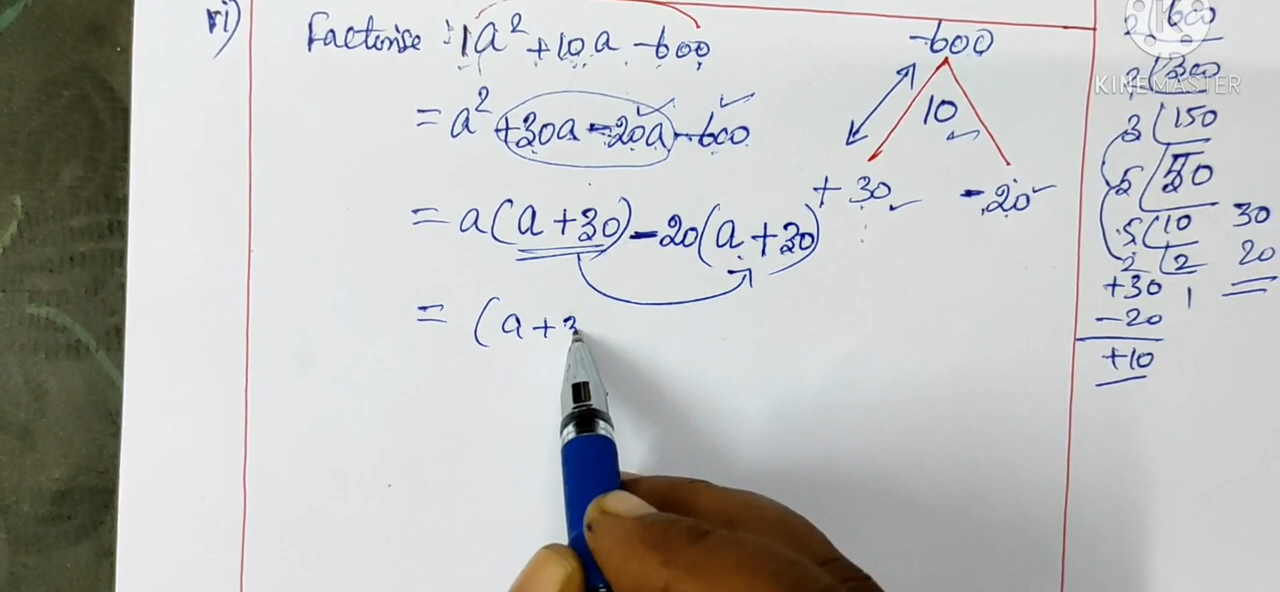 vi) Factorise : 1a² + 10a - 600
= a² + 30a - 20a - 600
= a(a + 30) - 20(a + 30)
= (a + 3
-600
10
+ 30 - 20
2 | 600
2 | 300
3 | 150
5 | 50
5 | 10
2 | 2
1
30
20
+30
- 20
+10
KINEMASTER